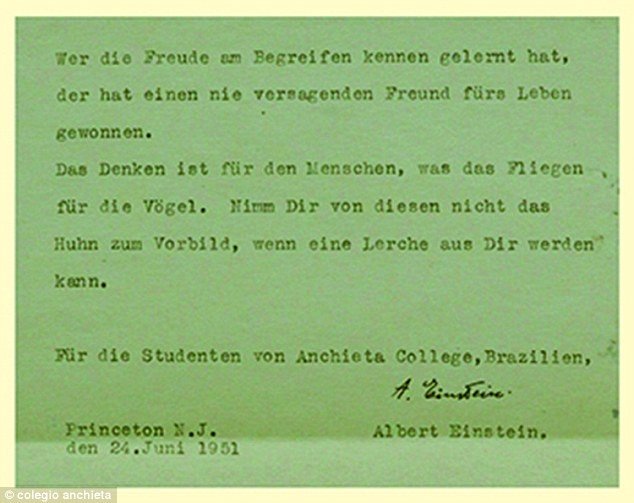 Wer die Freude am Begreifen kennen gelernt hat,
der hat einen nie versagenden Freund fürs Leben
gewonnen.
Das Denken ist für den Menschen, was das Fliegen
für die Vögel. Nimm Dir von diesen nicht das
Huhn zum Vorbild, wenn eine Lerche aus Dir werden
kann.
Für die Studenten von Anchieta College,Brazilien,
A. Einstein.
Princeton N.J. Albert Einstein.
den 24.Juni 1951
© colegio anchieta